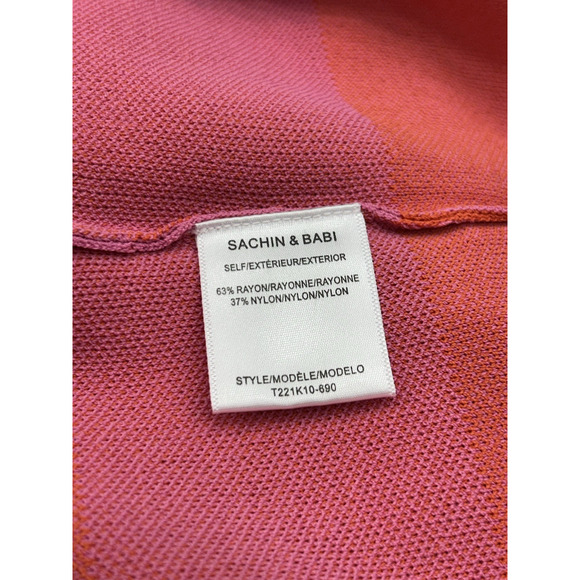 SACHIN & BABI
SELF/EXTÉRIEUR/EXTERIOR
63% RAYON/RAYONNE/RAYONNE
37% NYLON/NYLON/NYLON
STYLE/MODÈLE/MODELO
T221K10-690